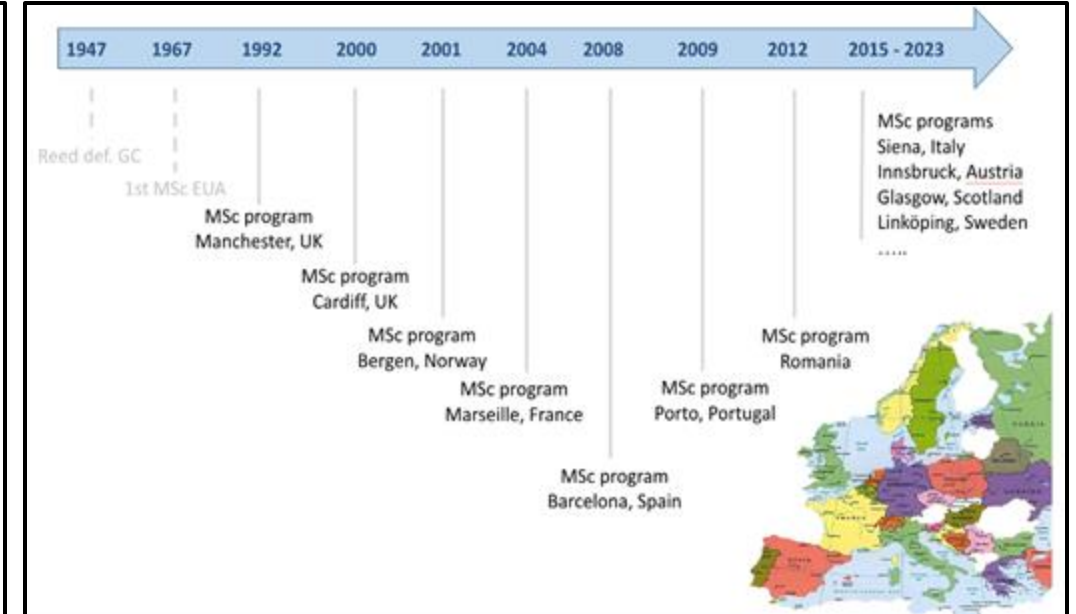 1947 1967 1992 2000 2001 2004 2008 2009 2012 2015 - 2023
Reed def. GC
1st MSc EUA
MSc program
Manchester, UK
MSc program
Cardiff, UK
MSc program
Bergen, Norway
MSc program
Marseille, France
MSc program
Barcelona, Spain
MSc program
Porto, Portugal
MSc program
Romania
MSc programs
Siena, Italy
Innsbruck, Austria
Glasgow, Scotland
Linköping, Sweden
.....